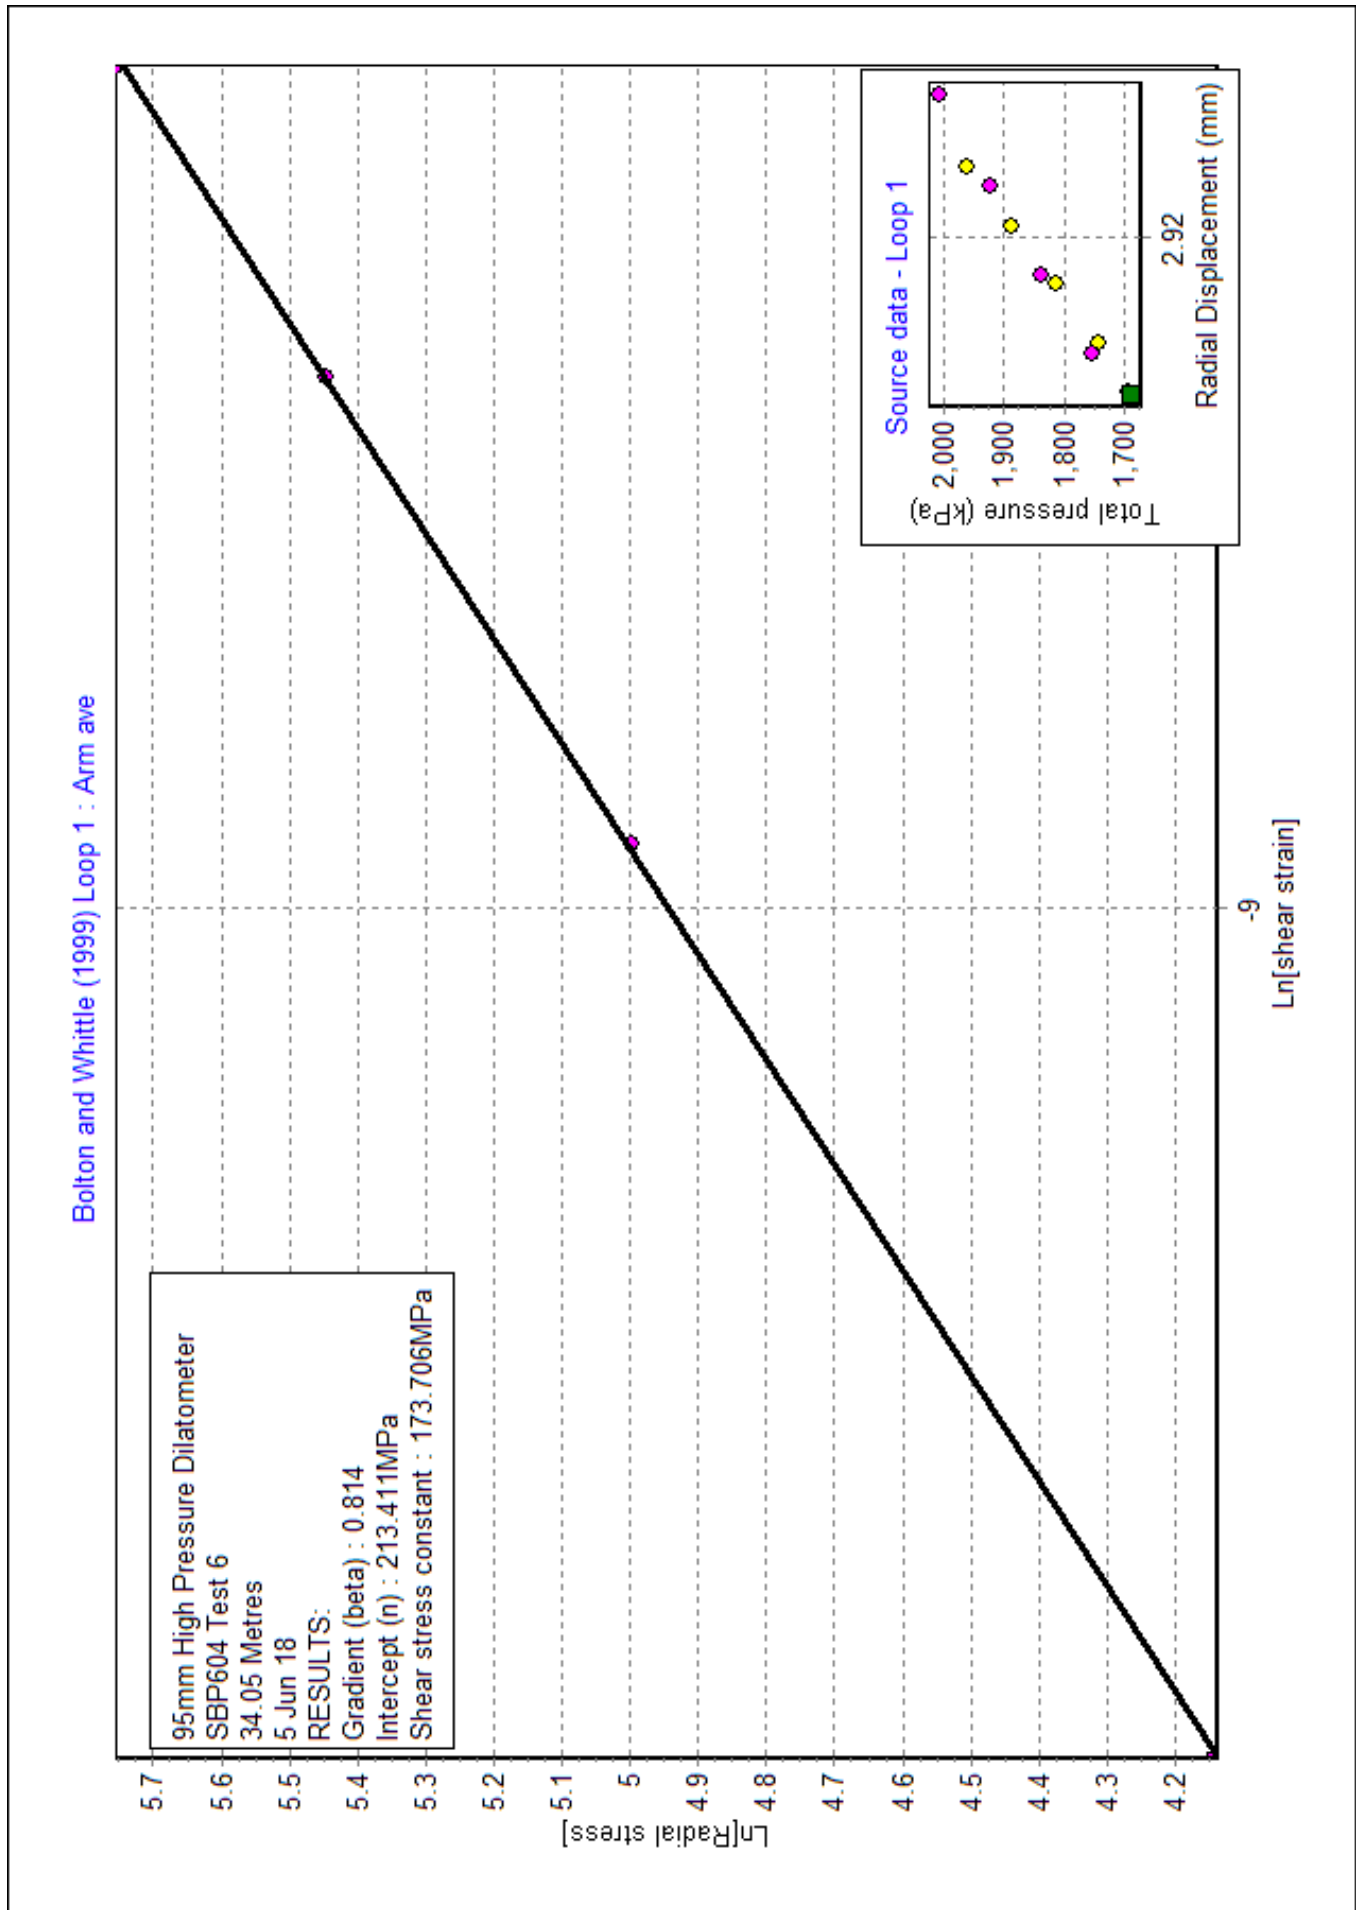 Bolton and Whittle (1999) Loop 1 : Arm ave
95mm High Pressure Dilatometer
SBP604 Test 6
34.05 Metres
5 Jun 18
RESULTS:
Gradient (beta) : 0.814
Intercept (n) : 213.411MPa
Shear stress constant : 173.706MPa
Ln[Radial stress]
5.7
5.6
5.5
5.4
5.3
5.2
5.1
5
4.9
4.8
4.7
4.6
4.5
4.4
4.3
4.2
-9
Ln[shear strain]
Source data - Loop 1
Total pressure (kPa)
2,000
1,900
1,800
1,700
2.92
Radial Displacement (mm)